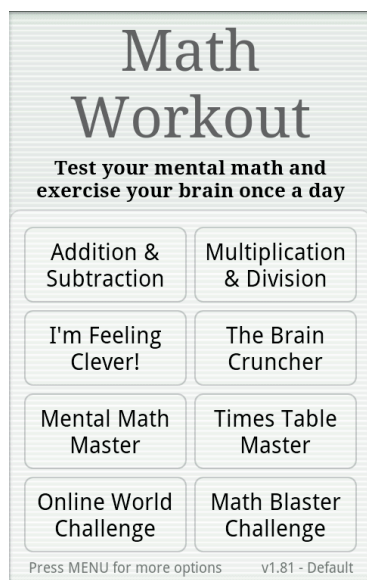 Math
Workout
Test your mental math and
exercise your brain once a day
Addition &
Subtraction
Multiplication
& Division
I'm Feeling
Clever!
The Brain
Cruncher
Mental Math
Master
Times Table
Master
Online World
Challenge
Math Blaster
Challenge
Press MENU for more options
v1.81 - Default